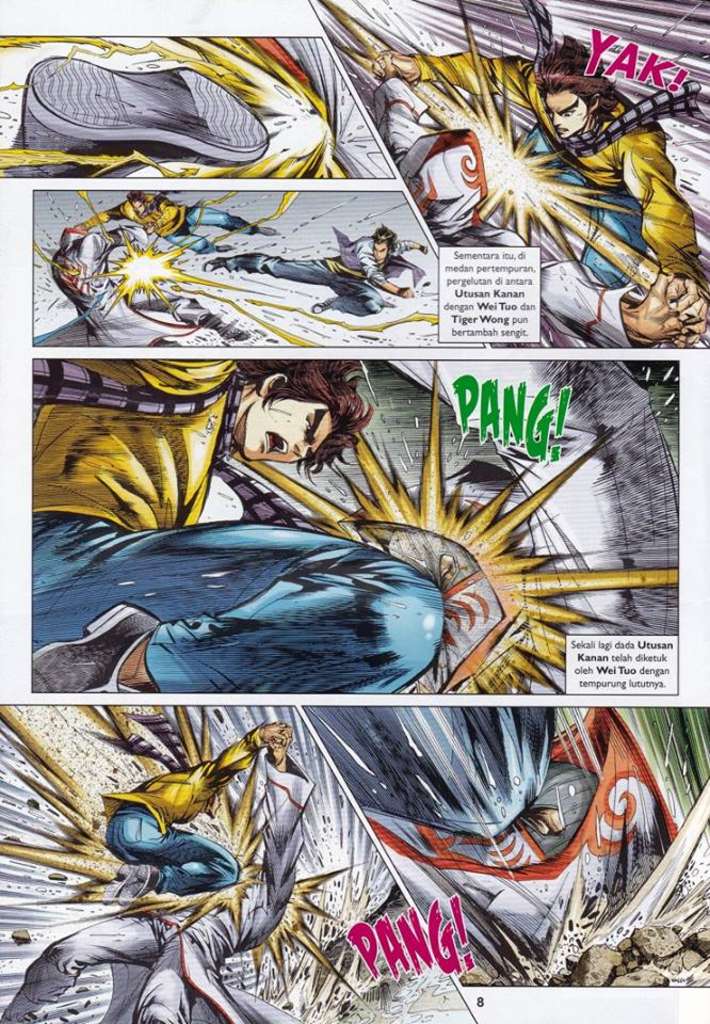 YAK!
Sementara itu, di
medan pertempuran,
pergelutan di antara
Utusan Kanan
dengan Wei Tuo dan
Tiger Wong pun
bertambah sengit.
PANG!
Sekali lagi dada Utusan
Kanan telah diketuk
oleh Wei Tuo dengan
tempurung lututnya.
PANG!
8